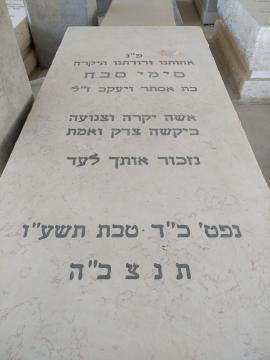 פ"נ
אחותנו ודודתנו היקרה
סימי סבח
בת אסתר ויעקב ז"ל
אשה יקרה וצנועה
ביקשה צדק ואמת
נזכור אותך לעד
נפט' כ"ד טבת תשע"ו
ת נ צ ב"ה